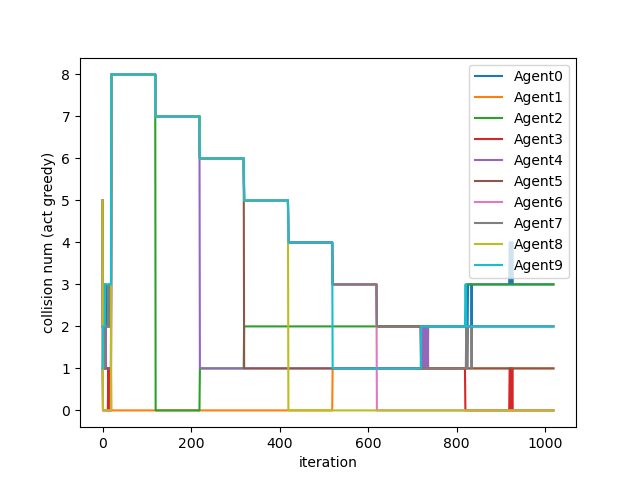 collision num (act greedy)
8
7
6
5
4
3
2
1
0
0 200 400 600 800 1000
iteration
Agent0
Agent1
Agent2
Agent3
Agent4
Agent5
Agent6
Agent7
Agent8
Agent9